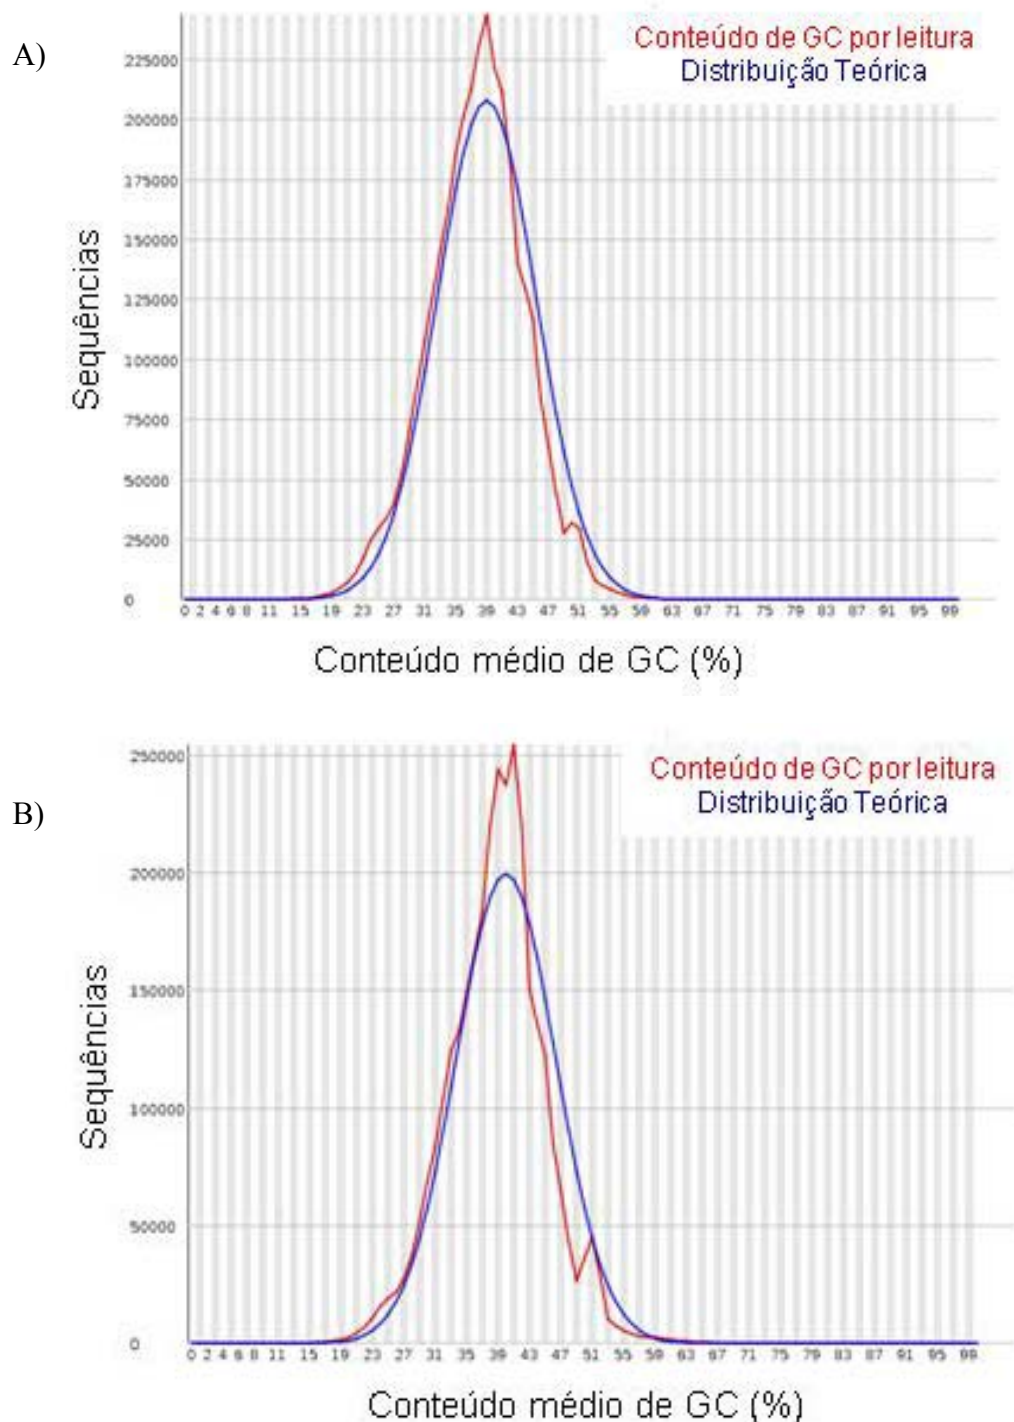 A)
Conteúdo de GC por leitura
Distribuição Teórica
225000
200000
175000
150000
125000
100000
75000
50000
25000
0
Sequências
0 2 4 6 8 11 15 19 23 27 31 35 39 43 47 51 55 59 63 67 71 75 79 83 87 91 95 99
Conteúdo médio de GC (%)
B)
Conteúdo de GC por leitura
Distribuição Teórica
250000
200000
150000
100000
50000
0
Sequências
0 2 4 6 8 11 15 19 23 27 31 35 39 43 47 51 55 59 63 67 71 75 79 83 87 91 95 99
Conteúdo médio de GC (%)